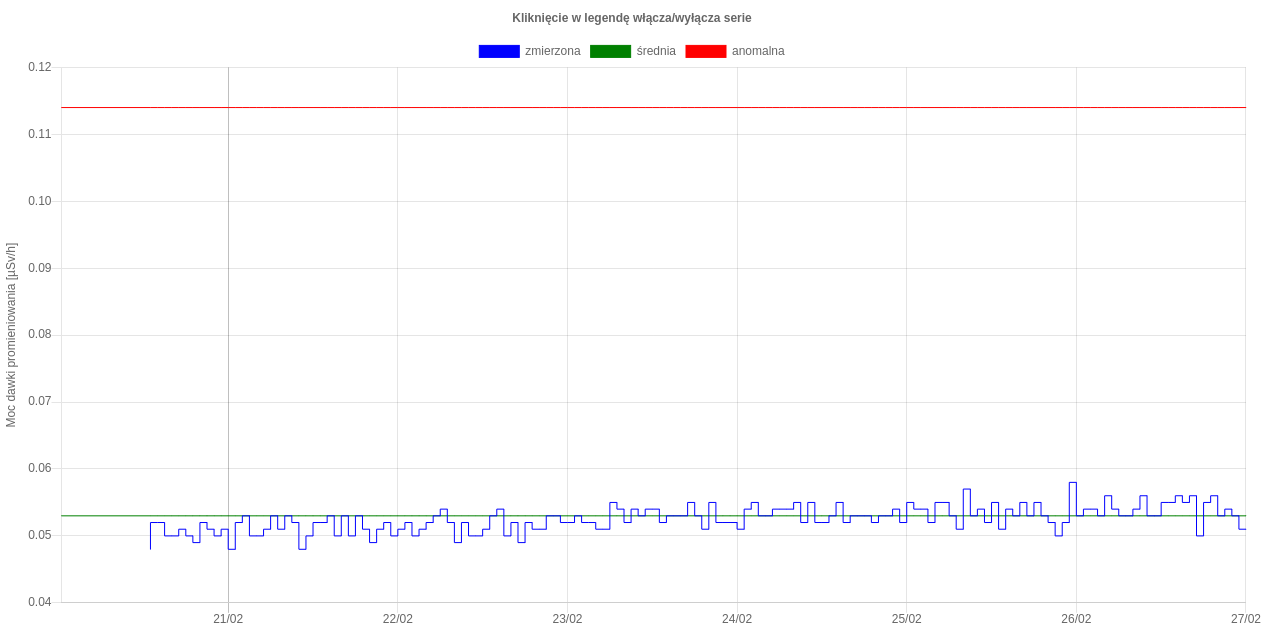 Kliknięcie w legendę włącza/wyłącza serie
zmierzona średnia anomalna
Moc dawki promieniowania [µSv/h]
0.12
0.11
0.10
0.09
0.08
0.07
0.06
0.05
0.04
21/02 22/02 23/02 24/02 25/02 26/02 27/02